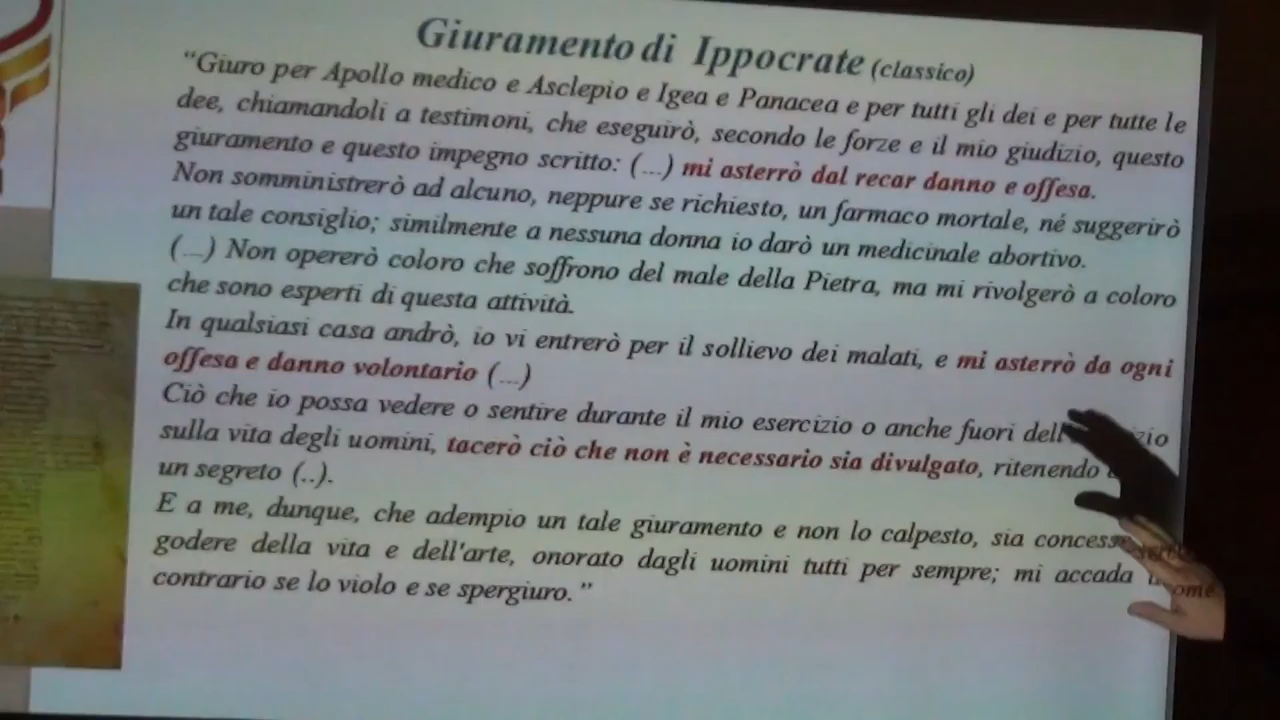 Giuramento di Ippocrate (classico)
“Giuro per Apollo medico e Asclepio e Igea e Panacea e per tutti gli dei e per tutte le
dee, chiamandoli a testimoni, che eseguirò, secondo le forze e il mio giudizio, questo
giuramento e questo impegno scritto: (...) mi asterrò dal recar danno e offesa.
Non somministrerò ad alcuno, neppure se richiesto, un farmaco mortale, né suggerirò
un tale consiglio; similmente a nessuna donna io darò un medicinale abortivo.
(...) Non opererò coloro che soffrono del male della Pietra, ma mi rivolgerò a coloro
che sono esperti di questa attività.
In qualsiasi casa andrò, io vi entrerò per il sollievo dei malati, e mi asterrò da ogni
offesa e danno volontario (...)
Ciò che io possa vedere o sentire durante il mio esercizio o anche fuori
sulla vita degli uomini, tacerò ciò che non è necessario sia divulgato, ritenendo
un segreto (..).
E a me, dunque, che adempio un tale giuramento e non lo calpesto, sia
godere della vita e dell'arte, onorato dagli uomini tutti per sempre; mi accada
contrario se lo violo e se spergiuro.”